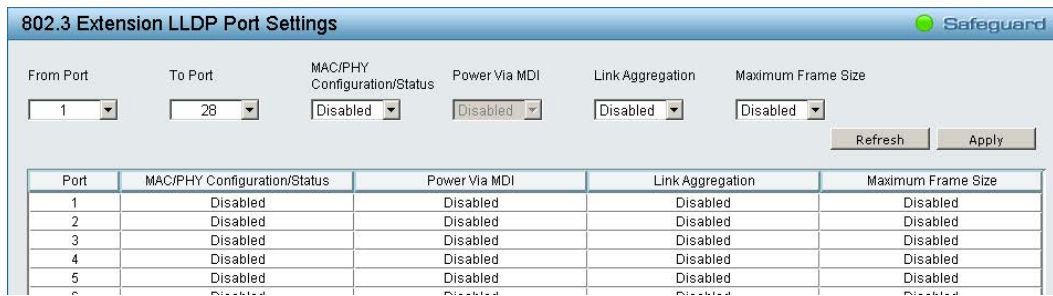 802.3 Extension LLDP Port Settings
Safeguard
From Port To Port MAC/PHY Configuration/Status Power Via MDI Link Aggregation Maximum Frame Size
1 28 Disabled Disabled Disabled Disabled
Refresh Apply
Port MAC/PHY Configuration/Status Power Via MDI Link Aggregation Maximum Frame Size
1 Disabled Disabled Disabled Disabled
2 Disabled Disabled Disabled Disabled
3 Disabled Disabled Disabled Disabled
4 Disabled Disabled Disabled Disabled
5 Disabled Disabled Disabled Disabled